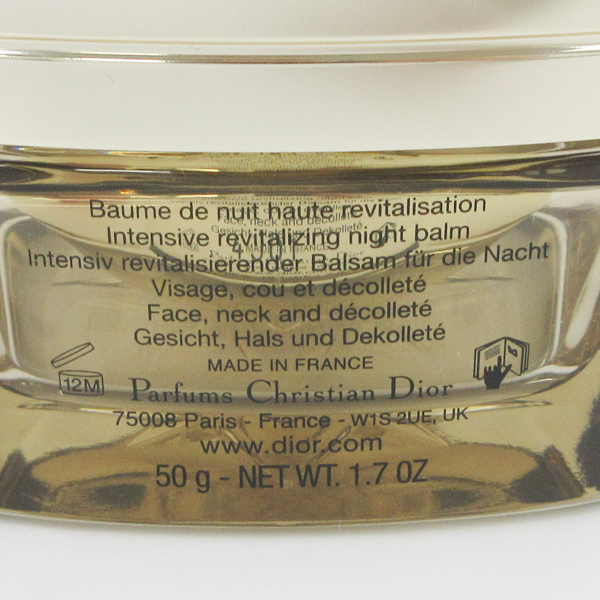 Baume de nuit haute revitalisation
Intensive revitalizing night balm
Intensiv revitalisierender Balsam für die Nacht
Visage, cou et décolleté
Face, neck and décolleté
Gesicht, Hals und Dekolleté
MADE IN FRANCE
12M
Parfums Christian Dior
75008 Paris - France - W1S 2UE, UK
www.dior.com
50 g - NET WT. 1.7 OZ